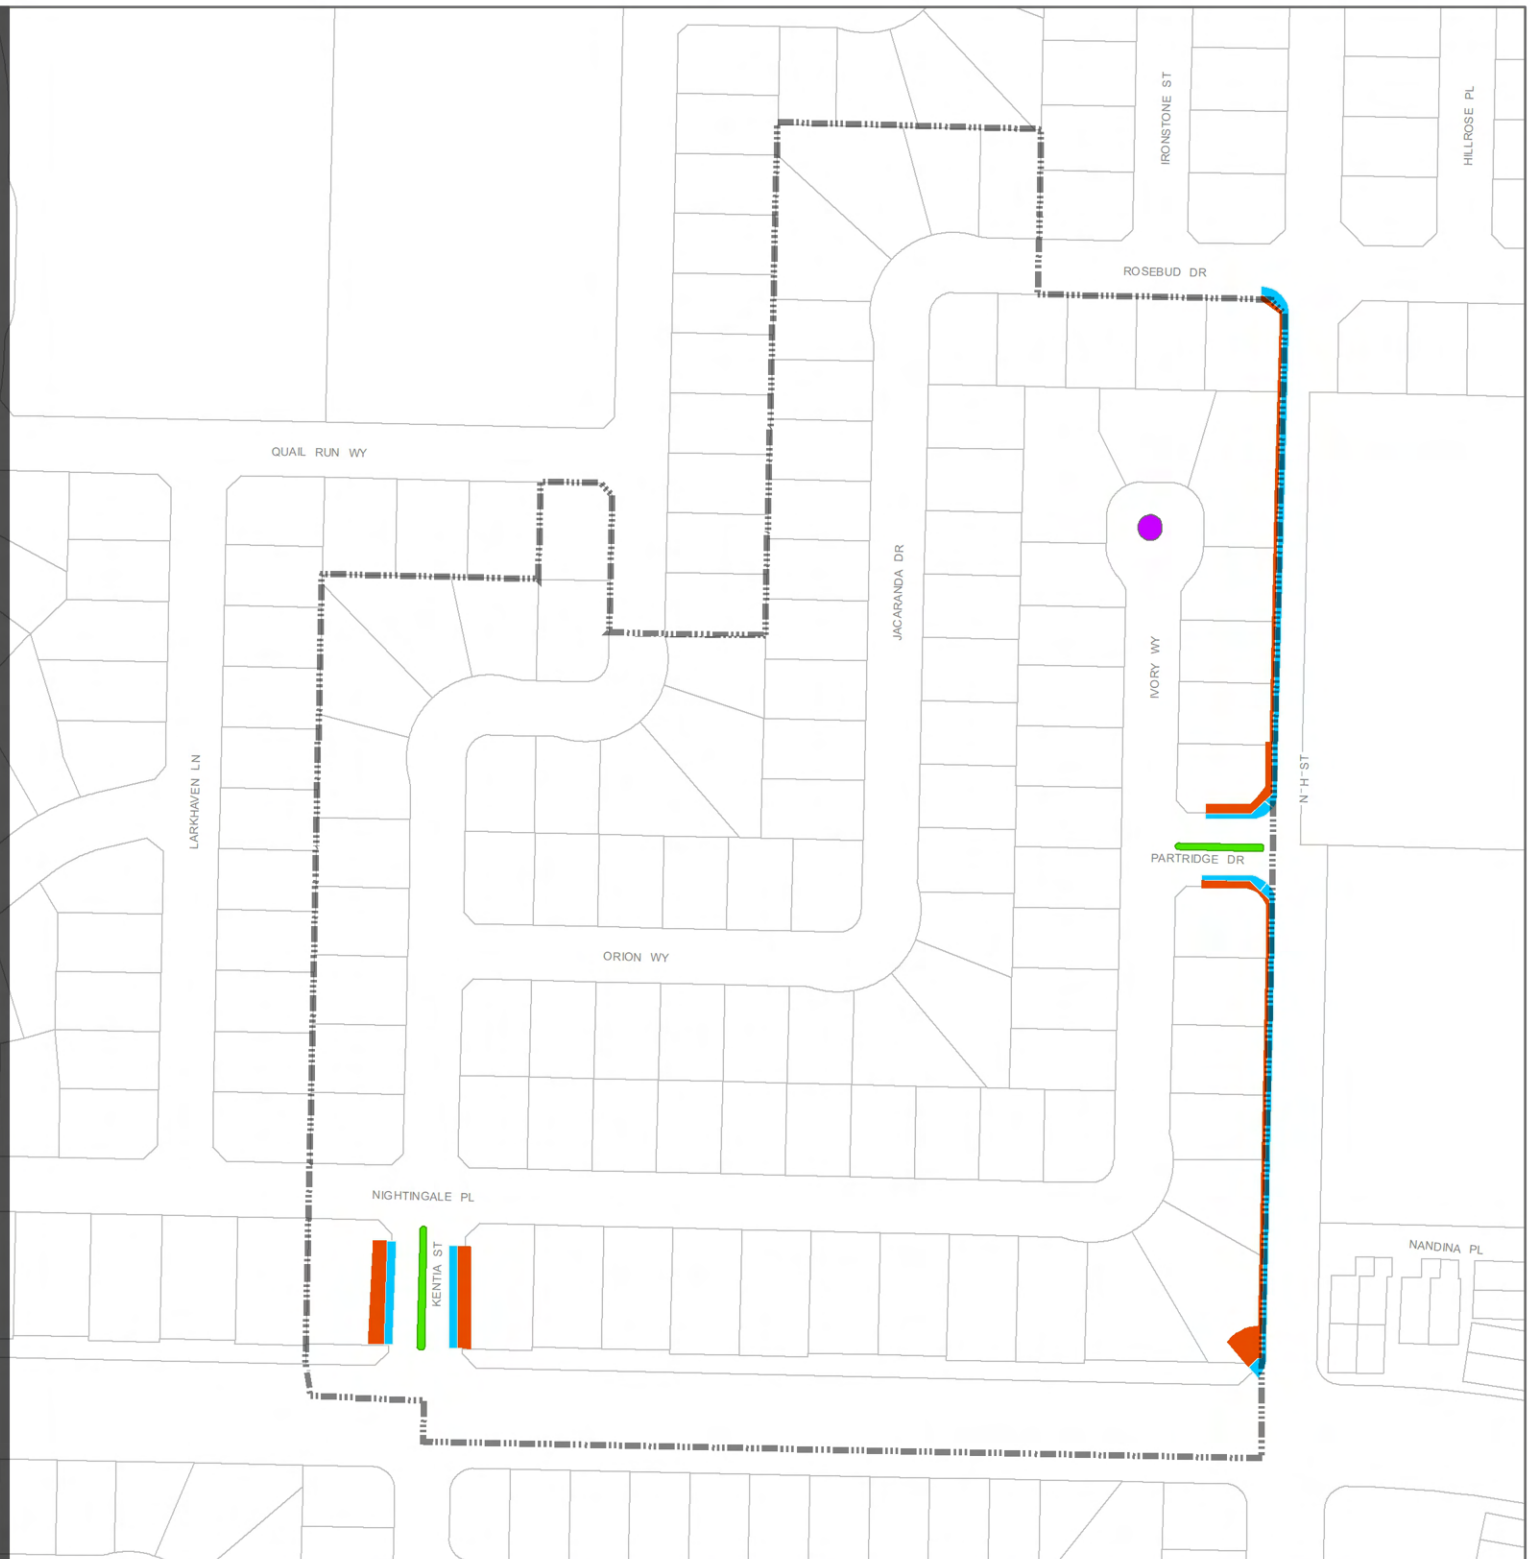 IRONSTONE ST
HILLROSE PL
ROSEBUD DR
QUAIL RUN WY
JACARANDA DR
IVORY WY
LARKHAVEN LN
N H ST
PARTRIDGE DR
ORION WY
NIGHTINGALE PL
KENTIA ST
NANDINA PL